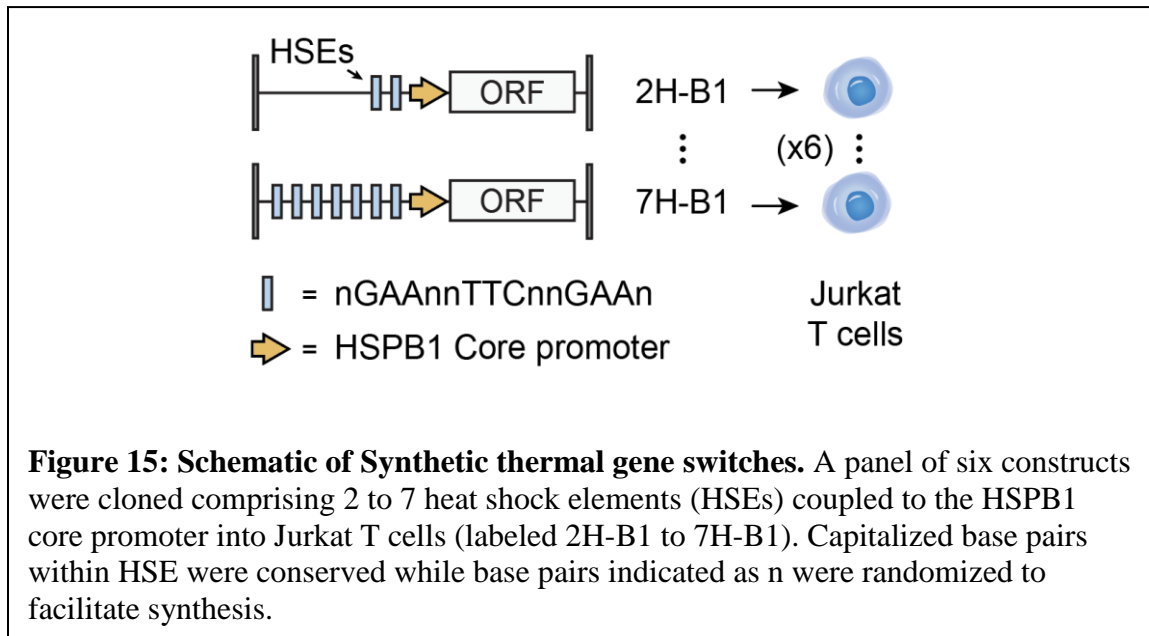 HSEs
ORF 2H-B1
(x6)
ORF 7H-B1
= nGAAnnTTCnnGAAn
= HSPB1 Core promoter
Jurkat
T cells
Figure 15: Schematic of Synthetic thermal gene switches. A panel of six constructs
were cloned comprising 2 to 7 heat shock elements (HSEs) coupled to the HSPB1
core promoter into Jurkat T cells (labeled 2H-B1 to 7H-B1). Capitalized base pairs
within HSE were conserved while base pairs indicated as n were randomized to
facilitate synthesis.